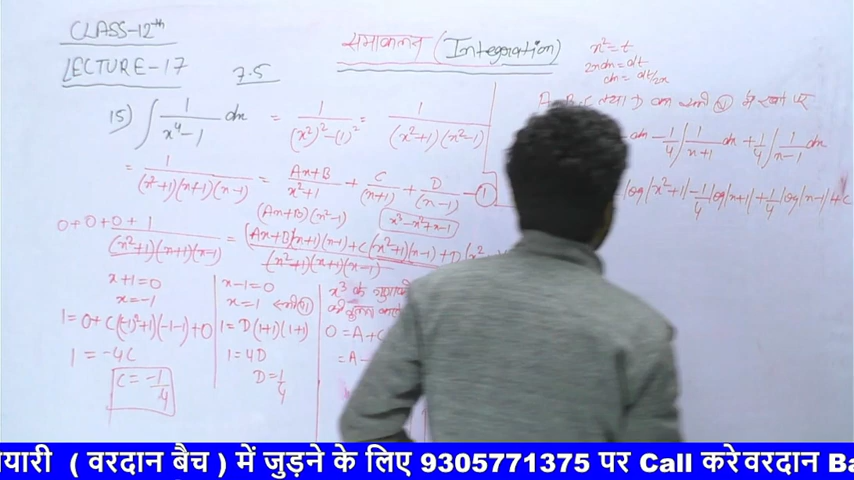 CLASS-12th
LECTURE-17
7.5
समाकलन (Integration)
x² = t
2x dx = dt
dx = dt/2x
15) ∫ 1/(x⁴-1) dx = 1/((x²)²-(1)²) = 1/((x²+1)(x²-1))
= 1/((x²+1)(x+1)(x-1)) = (Ax+B)/(x²+1) + C/(x+1) + D/(x-1) — ①
(Ax+B)(x²-1)
x³-x²+x-1
0+0+0+1/((x²+1)(x+1)(x-1)) = ((Ax+B)(x+1)(x-1)+C(x²+1)(x-1)+D(x²/((x²+1)(x+1)(x-1))
x+1=0
x=-1
1=0+C((-1)²+1)(-1-1)+0
1=-4C
C=-1/4
x-1=0
x=1
1=D(1+1)(1+1)
1=4D
D=1/4
x³ के
0=A+C
=A-
A, B, C तथा D
dx - 1/4 ∫ 1/(x+1) dx + 1/4 ∫ 1/(x-1) dx
log|x²+1| - 1/4 log|x+1| + 1/4 log|x-1| + C
यारी ( वरदान बैच ) में जुड़ने के लिए 9305771375 पर Call करे वरदान Ba